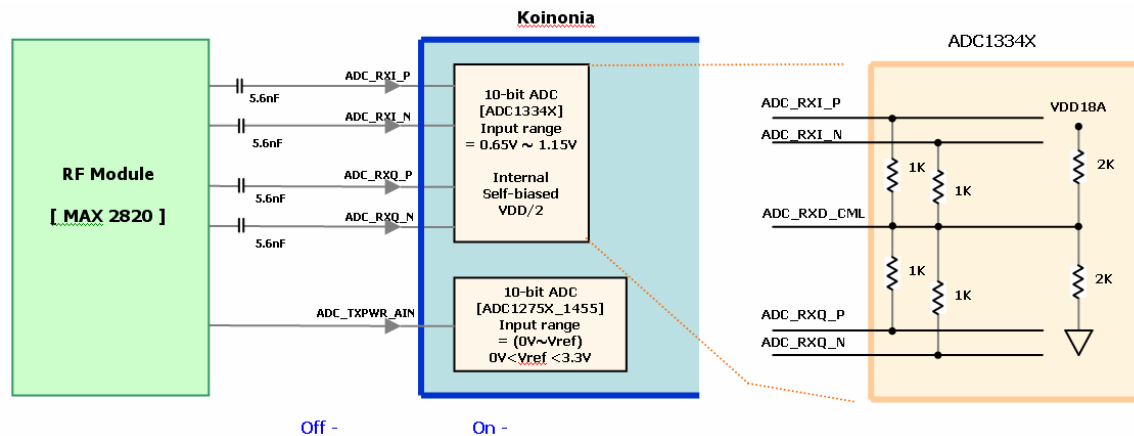 Koinonia
ADC1334X
RF Module
[ MAX 2820 ]
5.6nF
5.6nF
5.6nF
5.6nF
ADC_RXI_P
ADC_RXI_N
ADC_RXQ_P
ADC_RXQ_N
ADC_TXPWR_AIN
10-bit ADC
[ADC1334X]
Input range
= 0.65V ~ 1.15V
Internal
Self-biased
VDD/2
10-bit ADC
[ADC1275X_1455]
Input range
= (0V~Vref)
0V<Vref <3.3V
ADC_RXI_P
ADC_RXI_N
ADC_RXD_CML
ADC_RXQ_P
ADC_RXQ_N
VDD18A
1K
1K
2K
1K
1K
2K
Off -
On -